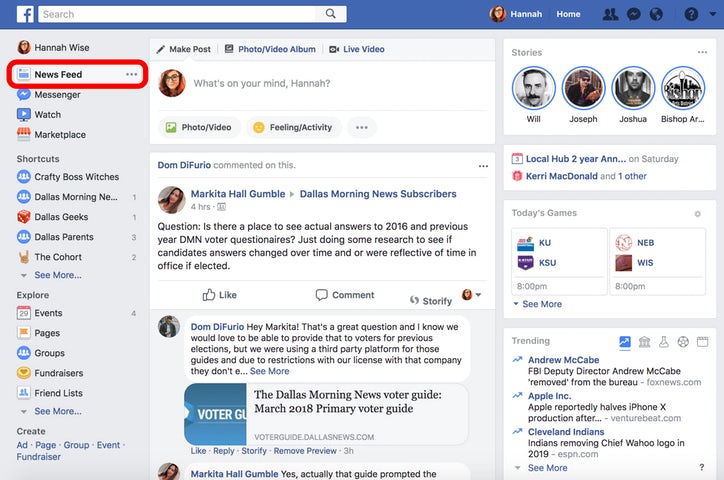 Search
Hannah
Home
Hannah Wise
News Feed
Messenger
Watch
Marketplace
Shortcuts
Crafty Boss Witches
Dallas Morning Ne... 1
Dallas Geeks 1
Dallas Parents 3
The Cohort 2
See More...
Explore
29 Events 4
Pages
Groups
Fundraisers
Friend Lists
See More...
Create
Ad · Page · Group · Event ·
Fundraiser
Make Post
Photo/Video Album
Live Video
What's on your mind, Hannah?
Photo/Video
Feeling/Activity
Dom DiFurio commented on this.
Markita Hall Gumble ▸ Dallas Morning News Subscribers
4 hrs ·
Question: Is there a place to see actual answers to 2016 and previous
year DMN voter questionaires? Just doing some research to see if
candidates answers changed over time and or were reflective of time in
office if elected.
Like
Comment
Storify
Dom DiFurio Hey Markita! That's a great question and I know we
would love to be able to provide that to voters for previous
elections, but we were using a third party platform for those
guides and due to restrictions with our license with that company
they don't e... See More
VOTER GU
The Dallas Morning News voter guide:
March 2018 Primary voter guide
VOTERGUIDE.DALLASNEWS.COM
Like · Reply · Storify · Remove Preview · 3h
Markita Hall Gumble Yes, actually that guide prompted the
Stories
Will
Joseph
Joshua
Bishop Ar...
3 Local Hub 2 year Ann... on Saturday
Kerri MacDonald and 1 other
Today's Games
KU
KSU
8:00pm
NEB
WIS
8:00pm
See More
Trending
Andrew McCabe
FBI Deputy Director Andrew McCabe
'removed' from the bureau - foxnews.com
Apple Inc.
Apple reportedly halves iPhone X
production after... - venturebeat.com
Cleveland Indians
Indians removing Chief Wahoo logo in
2019 - espn.com
See More
?